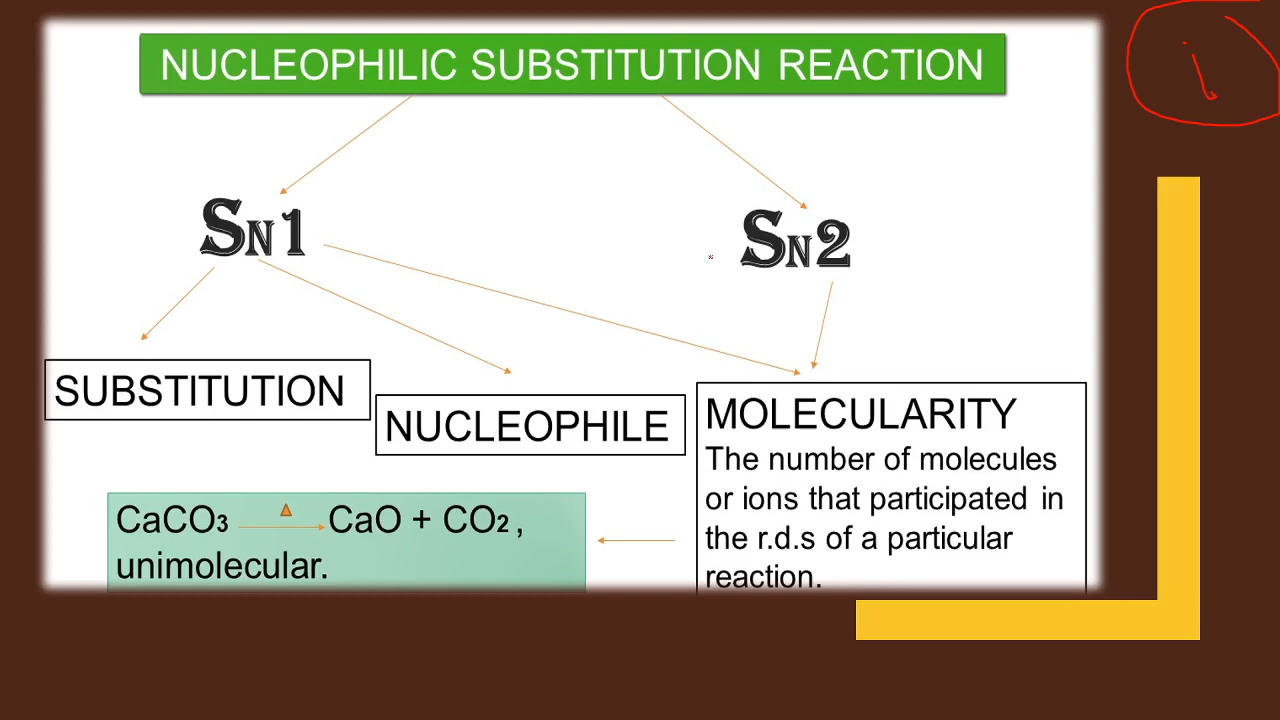 NUCLEOPHILIC SUBSTITUTION REACTION
SN1
SN2
SUBSTITUTION
NUCLEOPHILE
MOLECULARITY
The number of molecules
or ions that participated in
the r.d.s of a particular
reaction.
CaCO₃ Δ CaO + CO₂ ,
unimolecular.